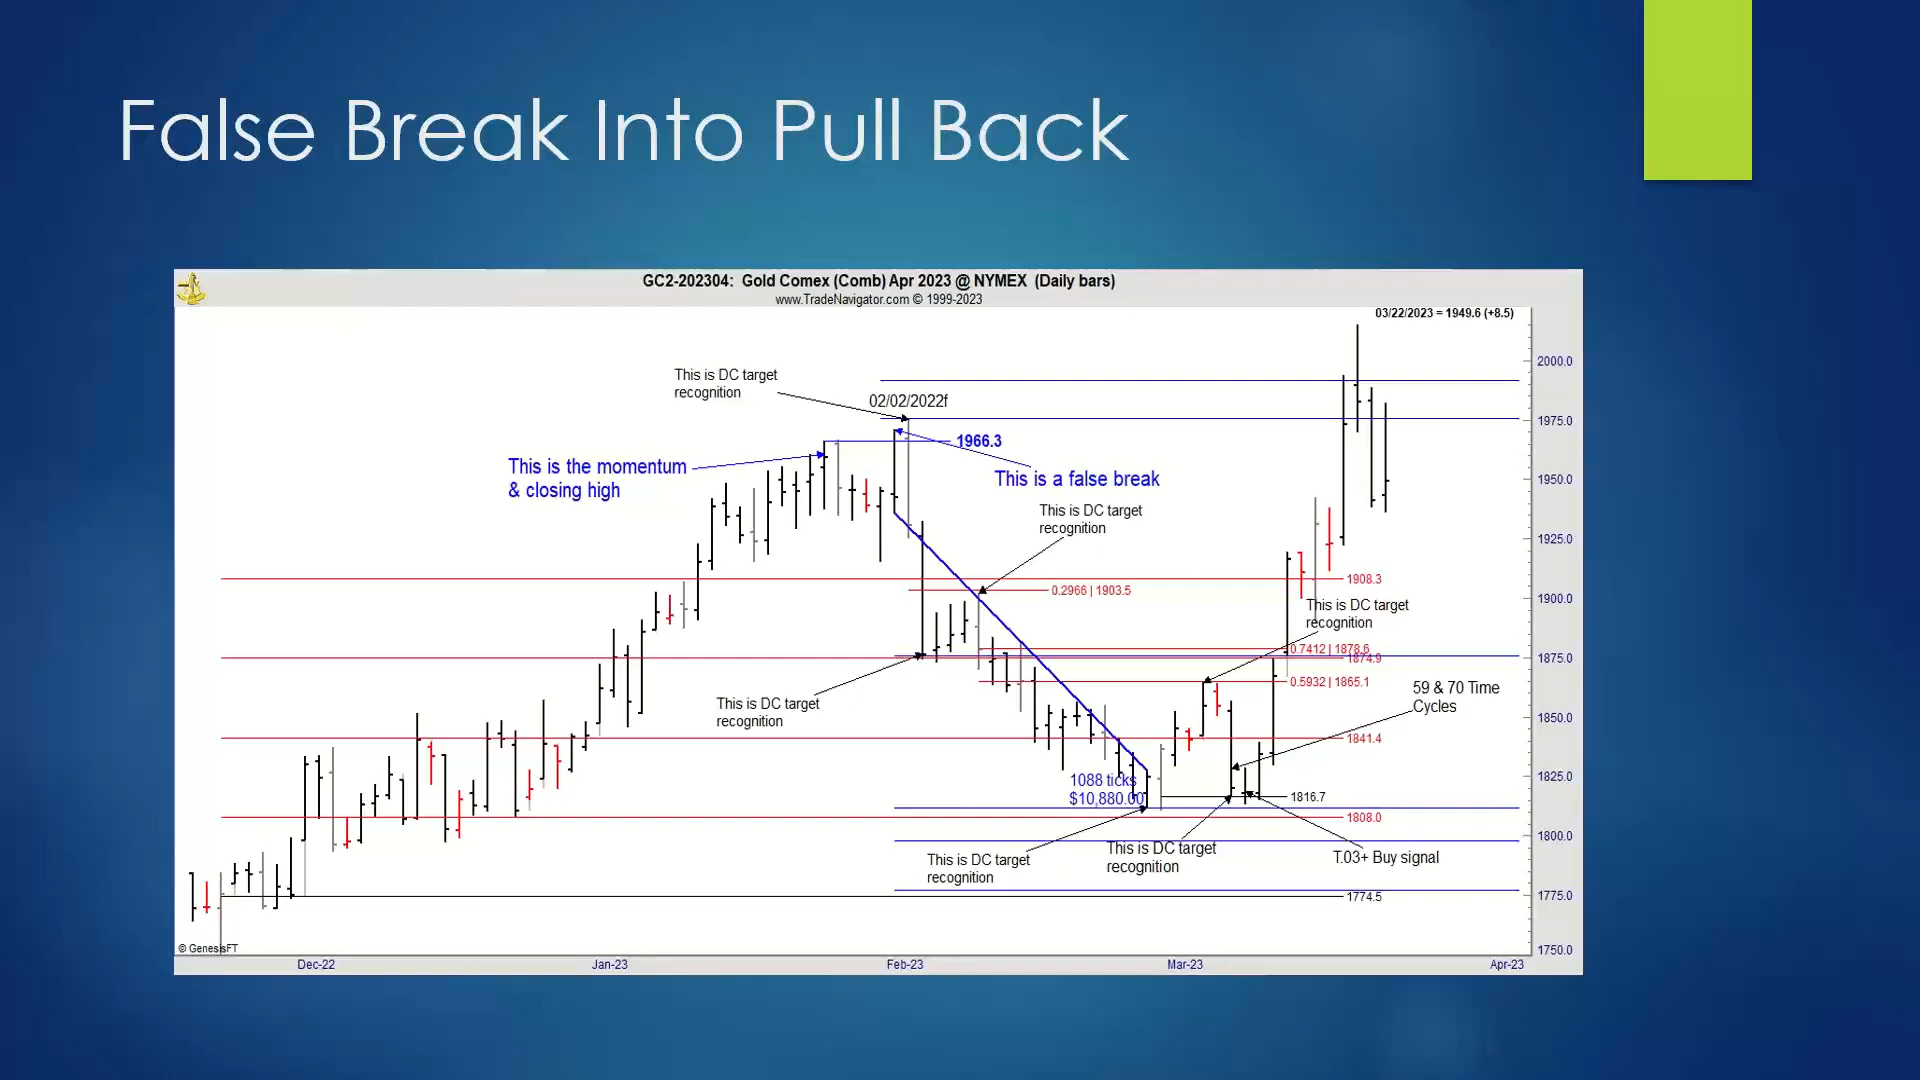 False Break Into Pull Back
GC2-202304: Gold Comex (Comb) Apr 2023 @ NYMEX (Daily bars)
www.TradeNavigator.com © 1999-2023
03/22/2023 = 1949.6 (+8.5)
This is DC target
recognition
02/02/2022f
1966.3
This is the momentum
& closing high
This is a false break
This is DC target
recognition
1908.3
0.2966 | 1903.5
This is DC target
recognition
0.7412 | 1878.6
1874.9
0.5932 | 1865.1
59 & 70 Time
Cycles
This is DC target
recognition
1841.4
1088 ticks
$10,880.00
1816.7
1808.0
This is DC target
recognition
This is DC target
recognition
T.03+ Buy signal
1774.5
© GenesisFT
2000.0
1975.0
1950.0
1925.0
1900.0
1875.0
1850.0
1825.0
1800.0
1775.0
1750.0
Dec-22
Jan-23
Feb-23
Mar-23
Apr-23